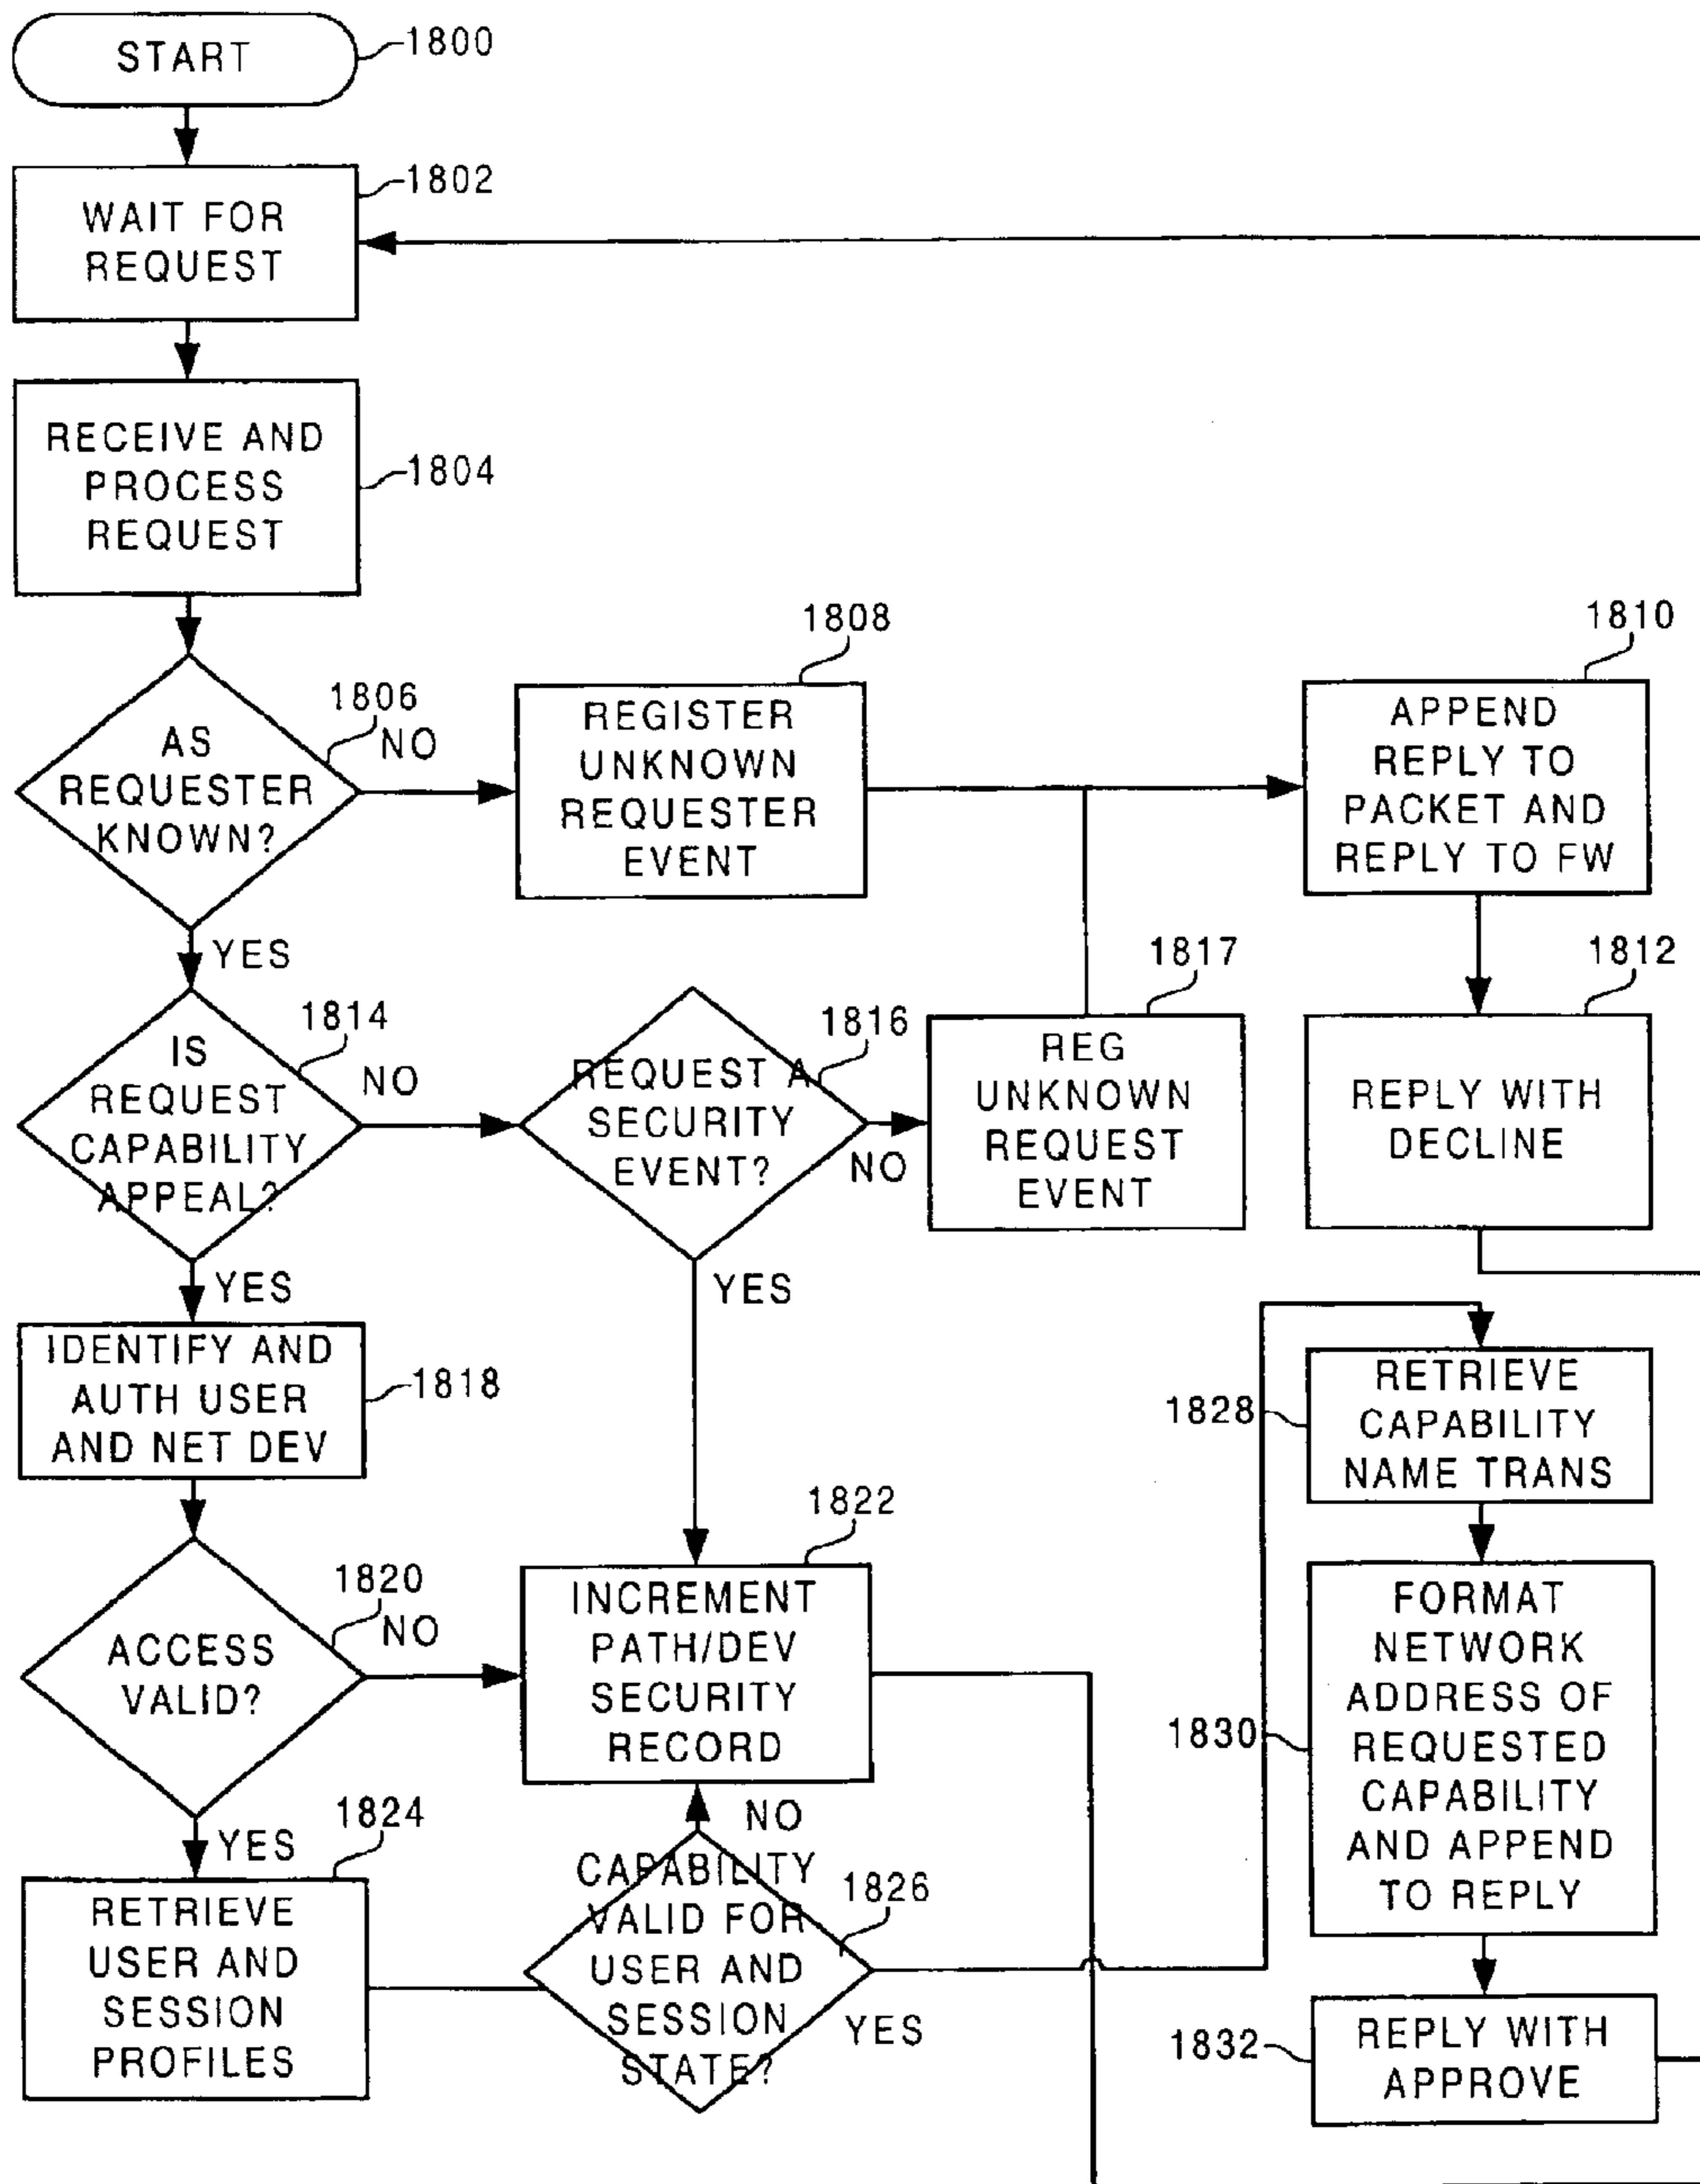 START
1800
WAIT FOR
REQUEST
1802
RECEIVE AND
PROCESS
REQUEST
1804
AS
REQUESTER
KNOWN?
1806
NO
YES
REGISTER
UNKNOWN
REQUESTER
EVENT
1808
APPEND
REPLY TO
PACKET AND
REPLY TO FW
1810
REPLY WITH
DECLINE
1812
IS
REQUEST
CAPABILITY
APPEAL?
1814
NO
YES
REQUEST A
SECURITY
EVENT?
1816
NO
YES
REG
UNKNOWN
REQUEST
EVENT
1817
IDENTIFY AND
AUTH USER
AND NET DEV
1818
ACCESS
VALID?
1820
NO
YES
INCREMENT
PATH/DEV
SECURITY
RECORD
1822
RETRIEVE
USER AND
SESSION
PROFILES
1824
NO
CAPABILITY
VALID FOR
USER AND
SESSION
STATE?
1826
YES
RETRIEVE
CAPABILITY
NAME TRANS
1828
FORMAT
NETWORK
ADDRESS OF
REQUESTED
CAPABILITY
AND APPEND
TO REPLY
1830
REPLY WITH
APPROVE
1832